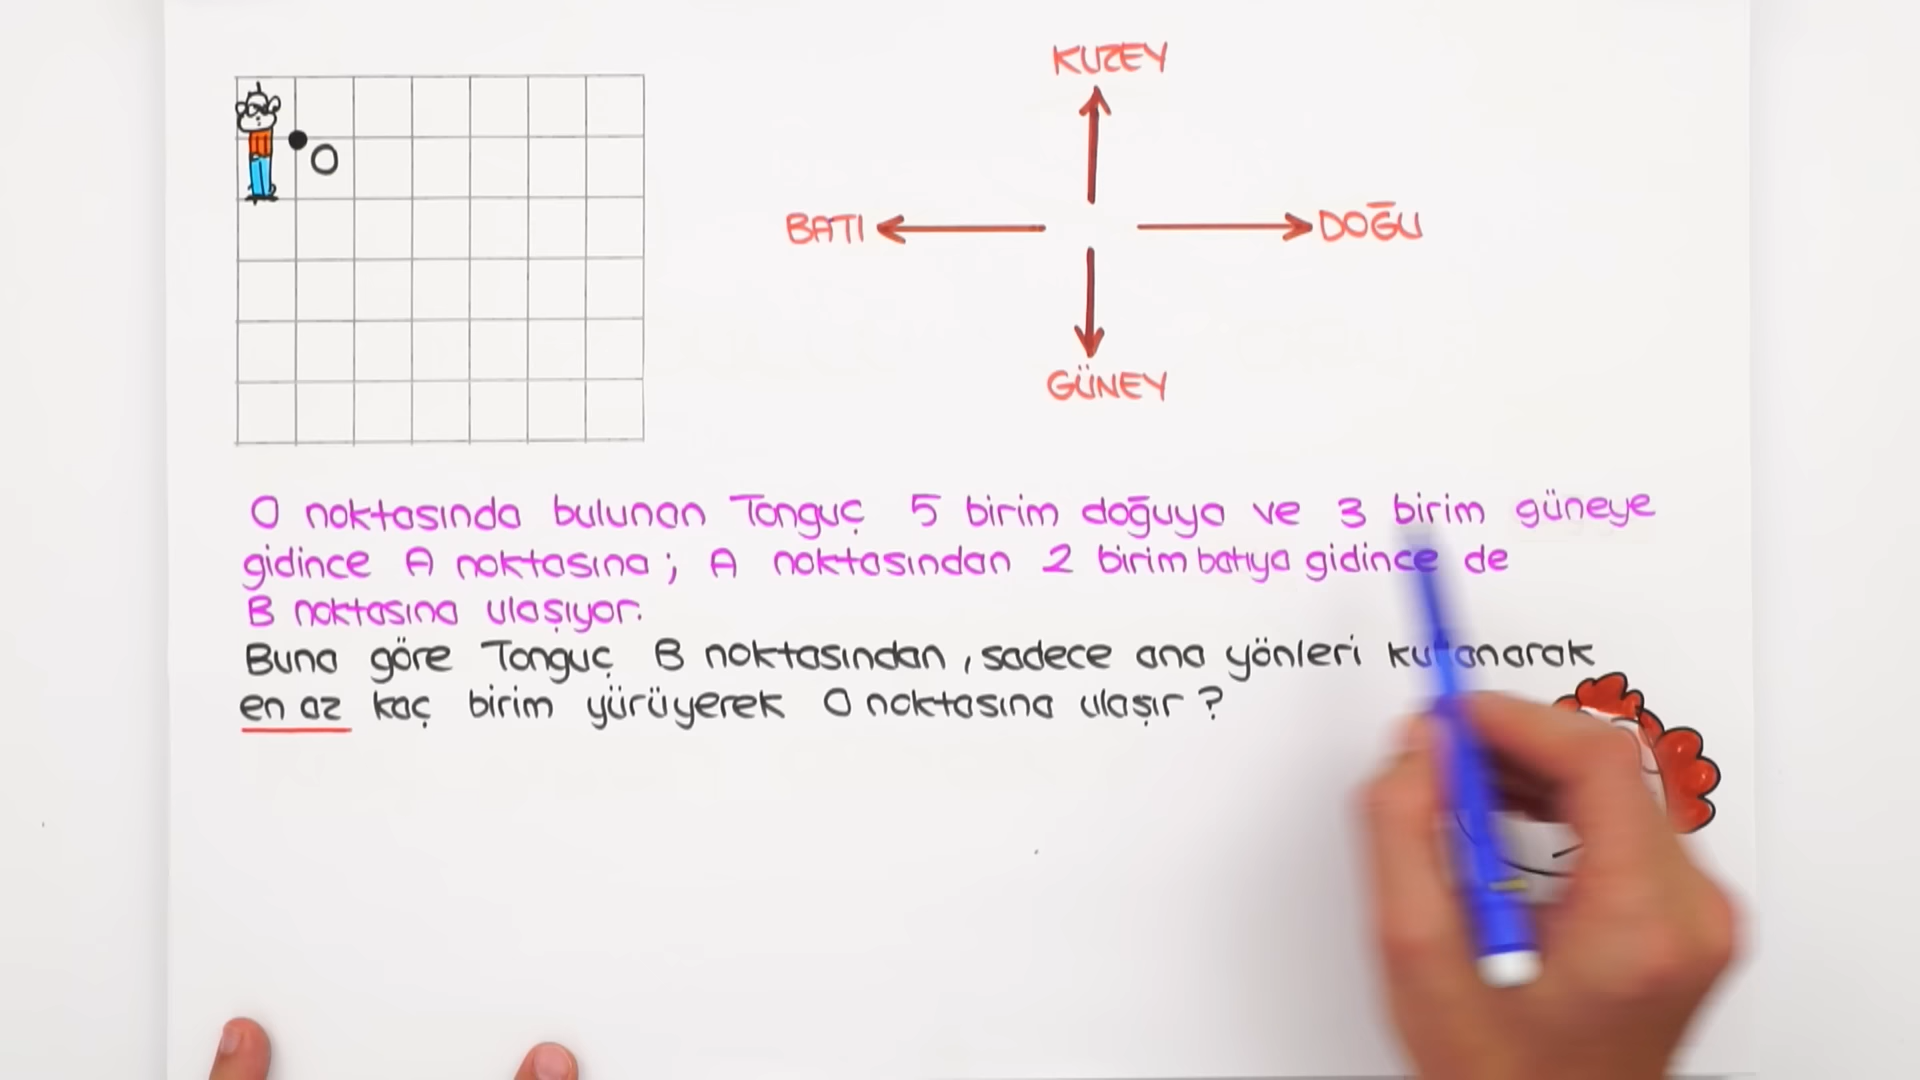 KUZEY
O
BATI
DOĞU
GÜNEY
O noktasında bulunan Tonguç 5 birim doğuya ve 3 birim güneye
gidince A noktasına; A noktasından 2 birim batıya gidince de
B noktasına ulaşıyor.
Buna göre Tonguç B noktasından, sadece ana yönleri kullanarak
en az kaç birim yürüyerek O noktasına ulaşır?